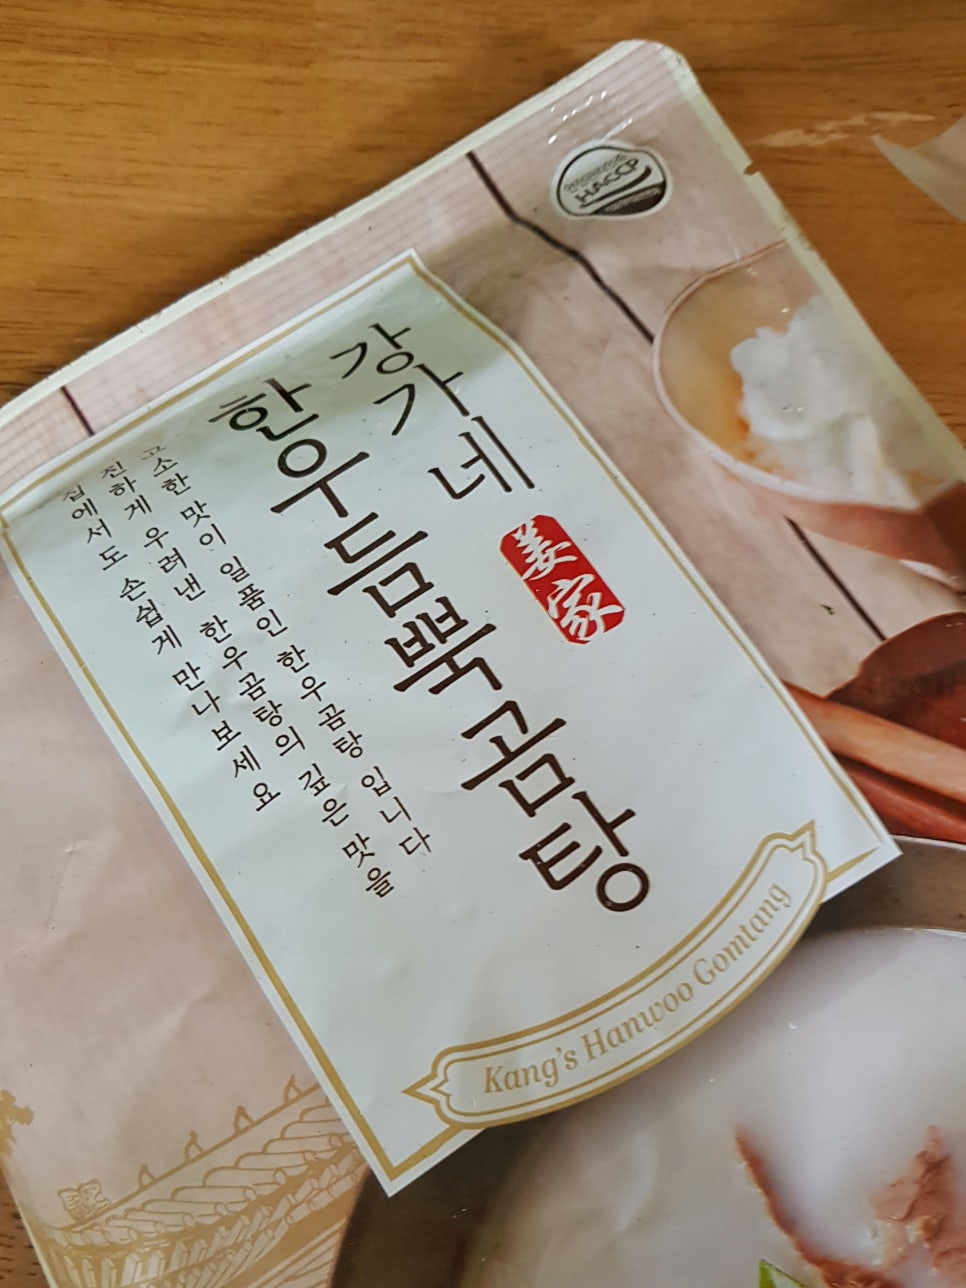 강가네
한우듬뿍곰탕
姜家
고소한 맛이 일품인 한우곰탕입니다
진하게 우려낸 한우곰탕의 깊은 맛을
집에서도 손쉽게 만나보세요
Kang's Hanwoo Gomtang
HACCP